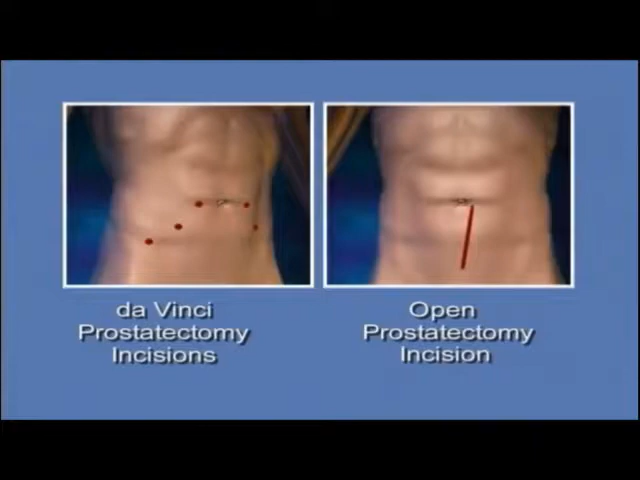 da Vinci
Prostatectomy
Incisions
Open
Prostatectomy
Incision